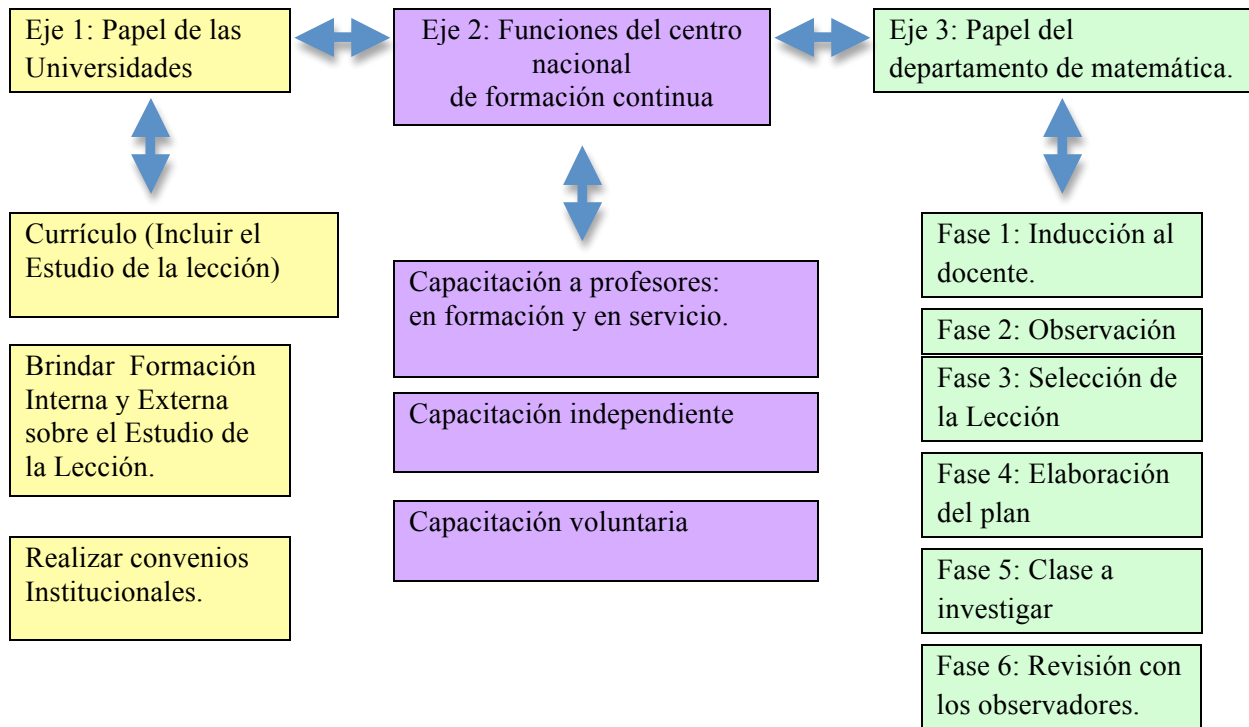 Eje 1: Papel de las
Universidades
Eje 2: Funciones del centro
nacional
de formación continua
Eje 3: Papel del
departamento de matemática.
Currículo (Incluir el
Estudio de la lección)
Brindar Formación
Interna y Externa
sobre el Estudio de
la Lección.
Realizar convenios
Institucionales.
Capacitación a profesores:
en formación y en servicio.
Capacitación independiente
Capacitación voluntaria
Fase 1: Inducción al
docente.
Fase 2: Observación
Fase 3: Selección de
la Lección
Fase 4: Elaboración
del plan
Fase 5: Clase a
investigar
Fase 6: Revisión con
los observadores.